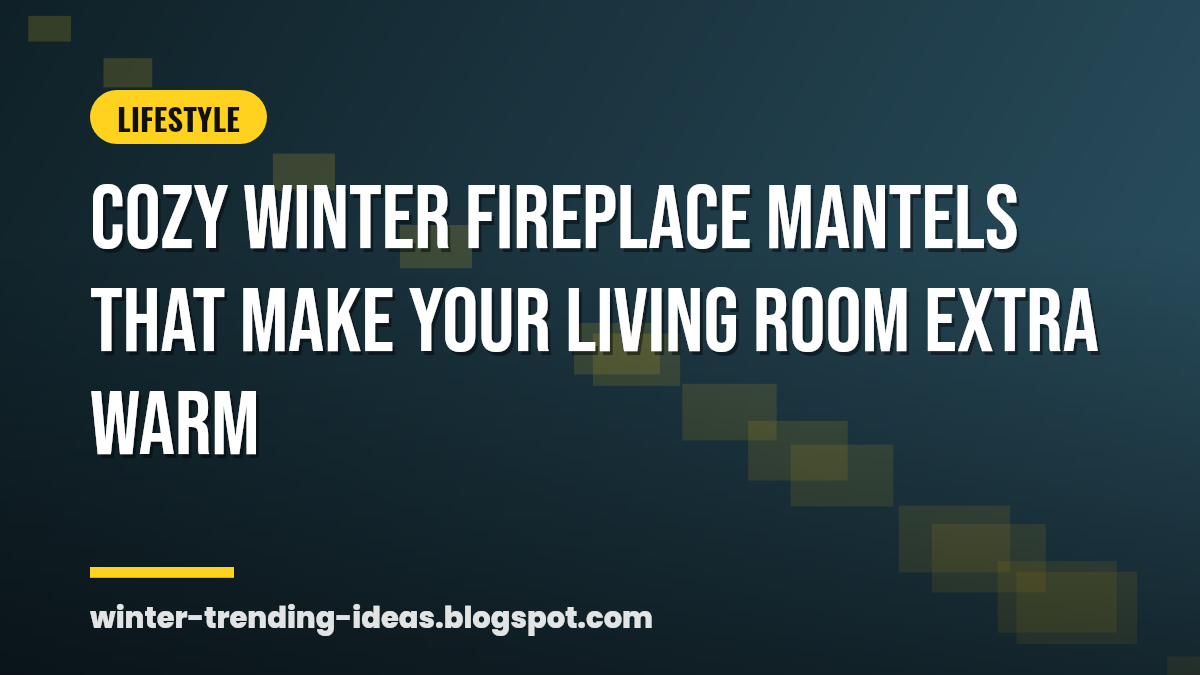 LIFESTYLE
COZY WINTER FIREPLACE MANTELS
THAT MAKE YOUR LIVING ROOM EXTRA
WARM
winter-trending-ideas.blogspot.com